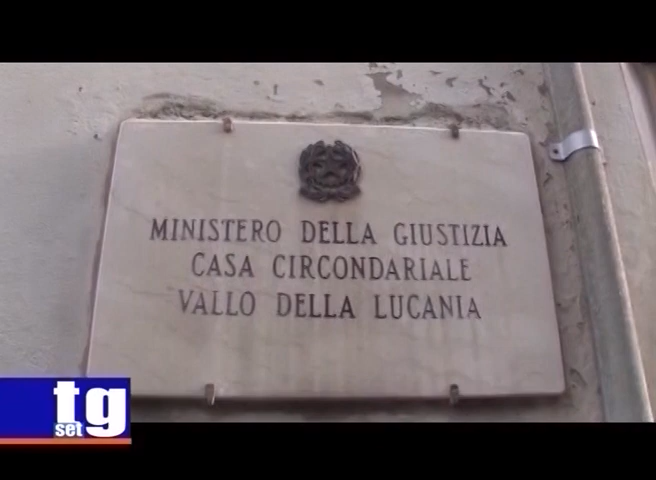 MINISTERO DELLA GIUSTIZIA
CASA CIRCONDARIALE
VALLO DELLA LUCANIA
tg
set